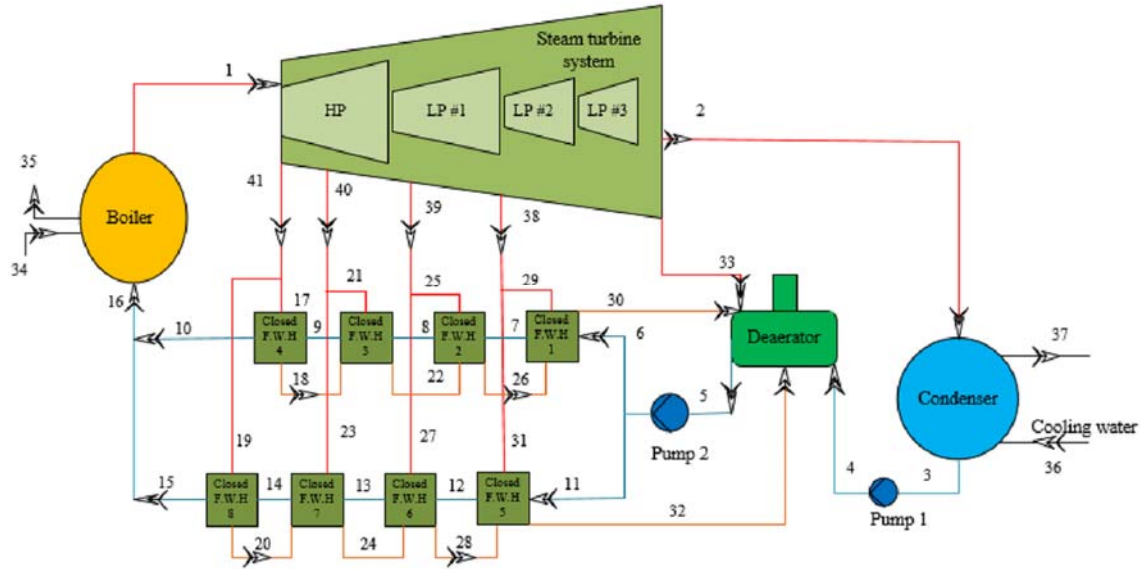 Steam turbine
system
1
HP
LP #1
LP #2
LP #3
2
35
41
40
39
38
Boiler
34
33
21
25
29
30
37
16
17
10
Closed
F.W.H
4
9
Closed
F.W.H
3
8
Closed
F.W.H
2
7
Closed
F.W.H
1
6
Deaerator
18
22
26
5
Condenser
Cooling water
36
19
23
27
31
Pump 2
4
3
Pump 1
15
Closed
F.W.H
8
14
Closed
F.W.H
7
13
Closed
F.W.H
6
12
Closed
F.W.H
5
11
32
20
24
28